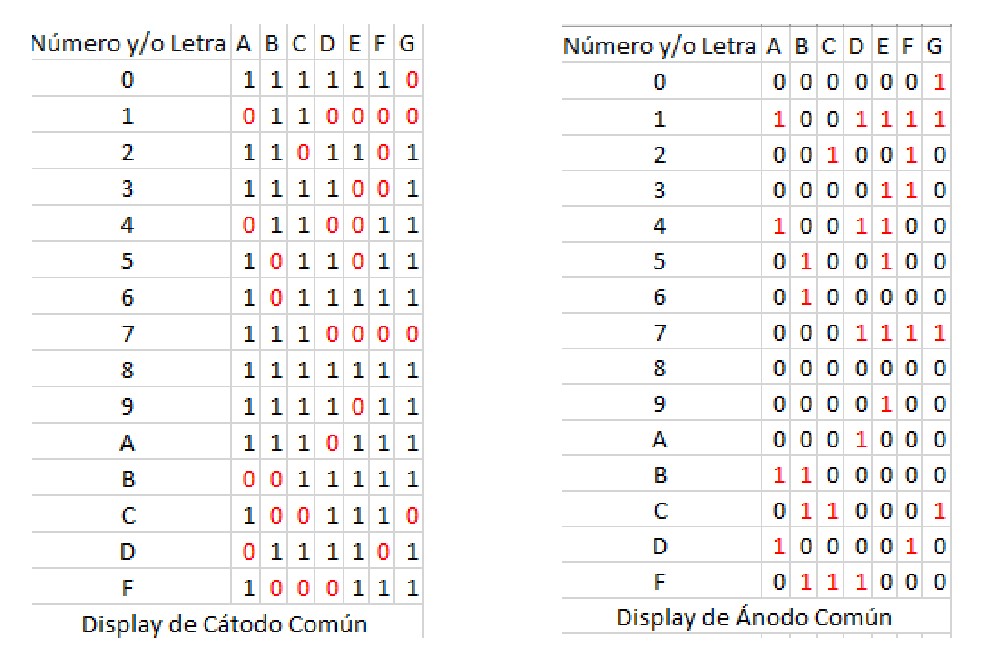 Número y/o Letra A B C D E F G
0 1 1 1 1 1 1 0
1 0 1 1 0 0 0 0
2 1 1 0 1 1 0 1
3 1 1 1 1 0 0 1
4 0 1 1 0 0 1 1
5 1 0 1 1 0 1 1
6 1 0 1 1 1 1 1
7 1 1 1 0 0 0 0
8 1 1 1 1 1 1 1
9 1 1 1 1 0 1 1
A 1 1 1 0 1 1 1
B 0 0 1 1 1 1 1
C 1 0 0 1 1 1 0
D 0 1 1 1 1 0 1
F 1 0 0 0 1 1 1
Display de Cátodo Común
Número y/o Letra A B C D E F G
0 0 0 0 0 0 0 1
1 1 0 0 1 1 1 1
2 0 0 1 0 0 1 0
3 0 0 0 0 1 1 0
4 1 0 0 1 1 0 0
5 0 1 0 0 1 0 0
6 0 1 0 0 0 0 0
7 0 0 0 1 1 1 1
8 0 0 0 0 0 0 0
9 0 0 0 0 1 0 0
A 0 0 0 1 0 0 0
B 1 1 0 0 0 0 0
C 0 1 1 0 0 0 1
D 1 0 0 0 0 1 0
F 0 1 1 1 0 0 0
Display de Ánodo Común